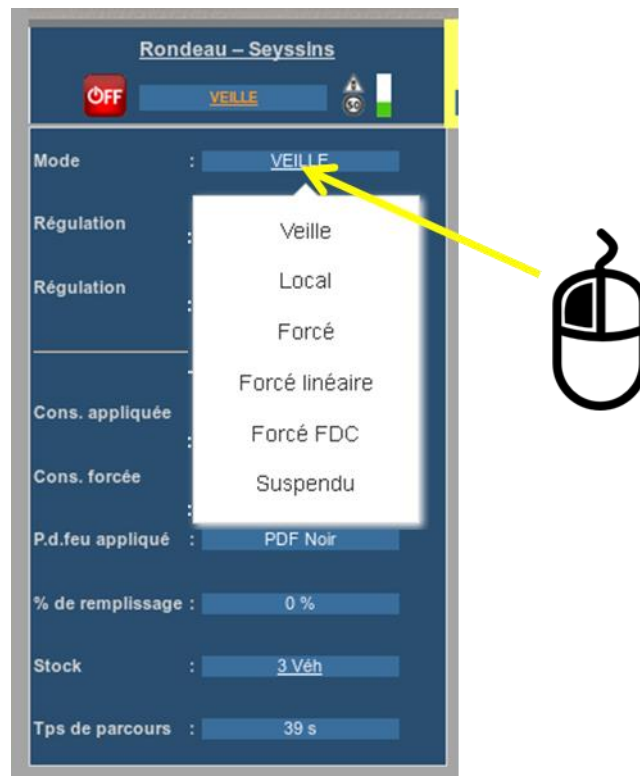 Rondeau – Seyssins
OFF VEILLE 50
Mode : VEILLE
Régulation :
Veille
Régulation :
Local
Forcé
Forcé linéaire
Cons. appliquée :
Forcé FDC
Cons. forcée :
Suspendu
P.d.feu appliqué : PDF Noir
% de remplissage : 0 %
Stock : 3 Véh
Tps de parcours : 39 s